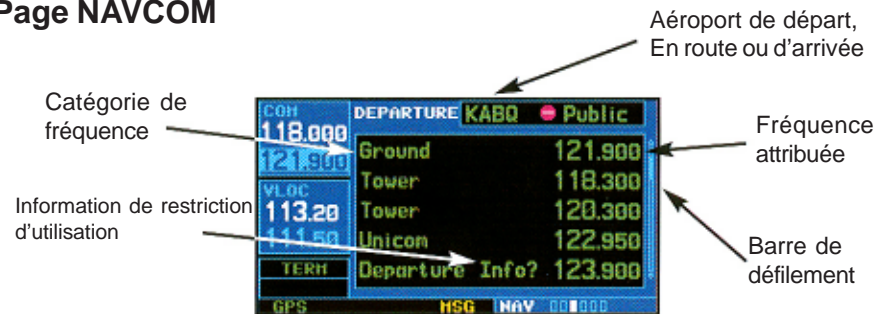 Page NAVCOM
Aéroport de départ,
En route ou d'arrivée
Catégorie de
fréquence
Fréquence
attribuée
Information de restriction
d'utilisation
Barre de
défilement
COM
118.000
121.900
VLOC
113.20
111.50
TERM
GPS
DEPARTURE KABQ Public
Ground 121.900
Tower 118.300
Tower 120.300
Unicom 122.950
Departure Info? 123.900
MSG NAV